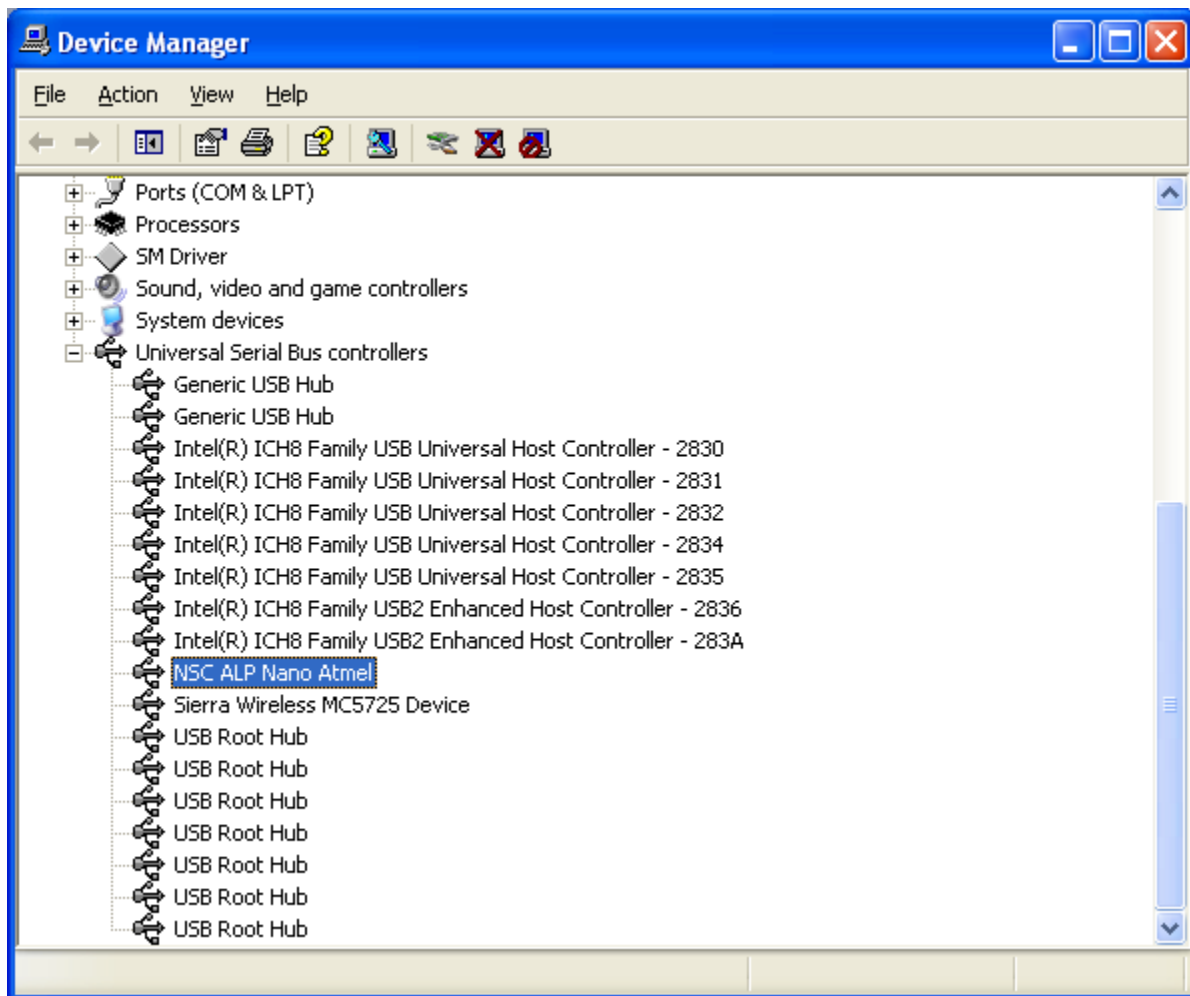 Device Manager
File Action View Help
Ports (COM & LPT)
Processors
SM Driver
Sound, video and game controllers
System devices
Universal Serial Bus controllers
Generic USB Hub
Generic USB Hub
Intel(R) ICH8 Family USB Universal Host Controller - 2830
Intel(R) ICH8 Family USB Universal Host Controller - 2831
Intel(R) ICH8 Family USB Universal Host Controller - 2832
Intel(R) ICH8 Family USB Universal Host Controller - 2834
Intel(R) ICH8 Family USB Universal Host Controller - 2835
Intel(R) ICH8 Family USB2 Enhanced Host Controller - 2836
Intel(R) ICH8 Family USB2 Enhanced Host Controller - 283A
NSC ALP Nano Atmel
Sierra Wireless MC5725 Device
USB Root Hub
USB Root Hub
USB Root Hub
USB Root Hub
USB Root Hub
USB Root Hub
USB Root Hub